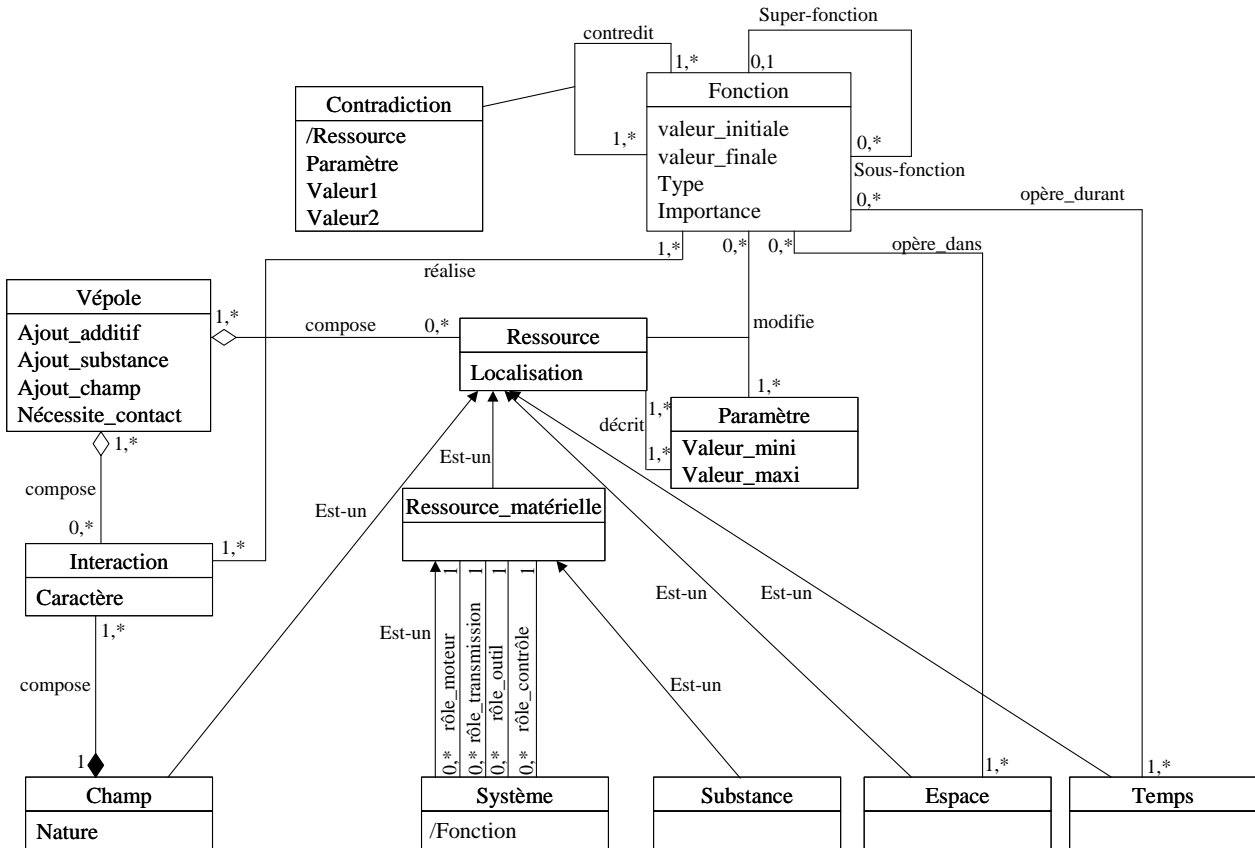 Super-fonction
contredit
1,*
0,1
Fonction
valeur_initiale
valeur_finale
Type
Importance
Contradiction
/Ressource
Paramètre
Valeur1
Valeur2
1,*
0,*
Sous-fonction
0,*
opère_durant
1,*
0,*
0,*
opère_dans
réalise
Vépole
Ajout_additif
Ajout_substance
Ajout_champ
Nécessite_contact
1,*
compose
0,*
Ressource
Localisation
modifie
1,*
1,*
décrit
1,*
Paramètre
Valeur_mini
Valeur_maxi
1,*
compose
0,*
Est-un
Est-un
Ressource_matérielle
Interaction
Caractère
1,*
1,*
compose
1
Est-un
1
1
1
1
rôle_moteur
rôle_transmission
rôle_outil
rôle_contrôle
0,*
0,*
0,*
0,*
Est-un
Est-un
Est-un
1,*
1,*
Champ
Nature
Système
/Fonction
Substance
Espace
Temps